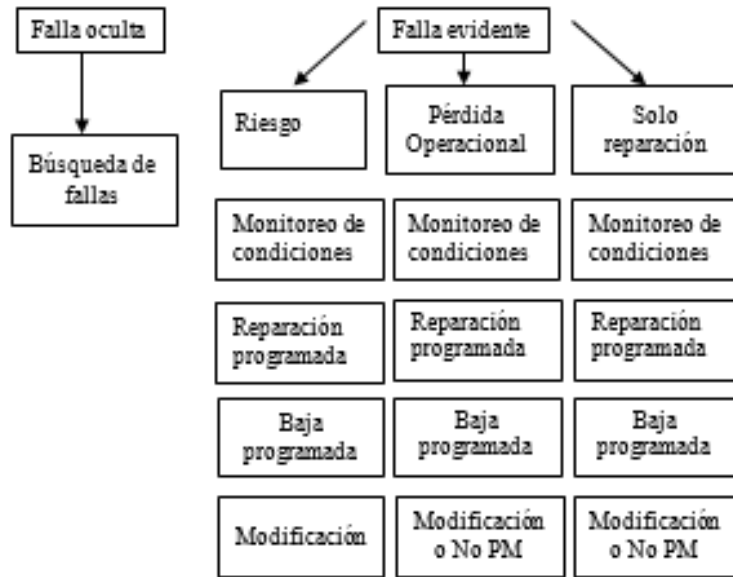 Falla oculta
Falla evidente
Búsqueda de
fallas
Riesgo
Pérdida
Operacional
Solo
reparación
Monitoreo de
condiciones
Monitoreo de
condiciones
Monitoreo de
condiciones
Reparación
programada
Reparación
programada
Reparación
programada
Baja
programada
Baja
programada
Baja
programada
Modificación
Modificación
o No PM
Modificación
o No PM